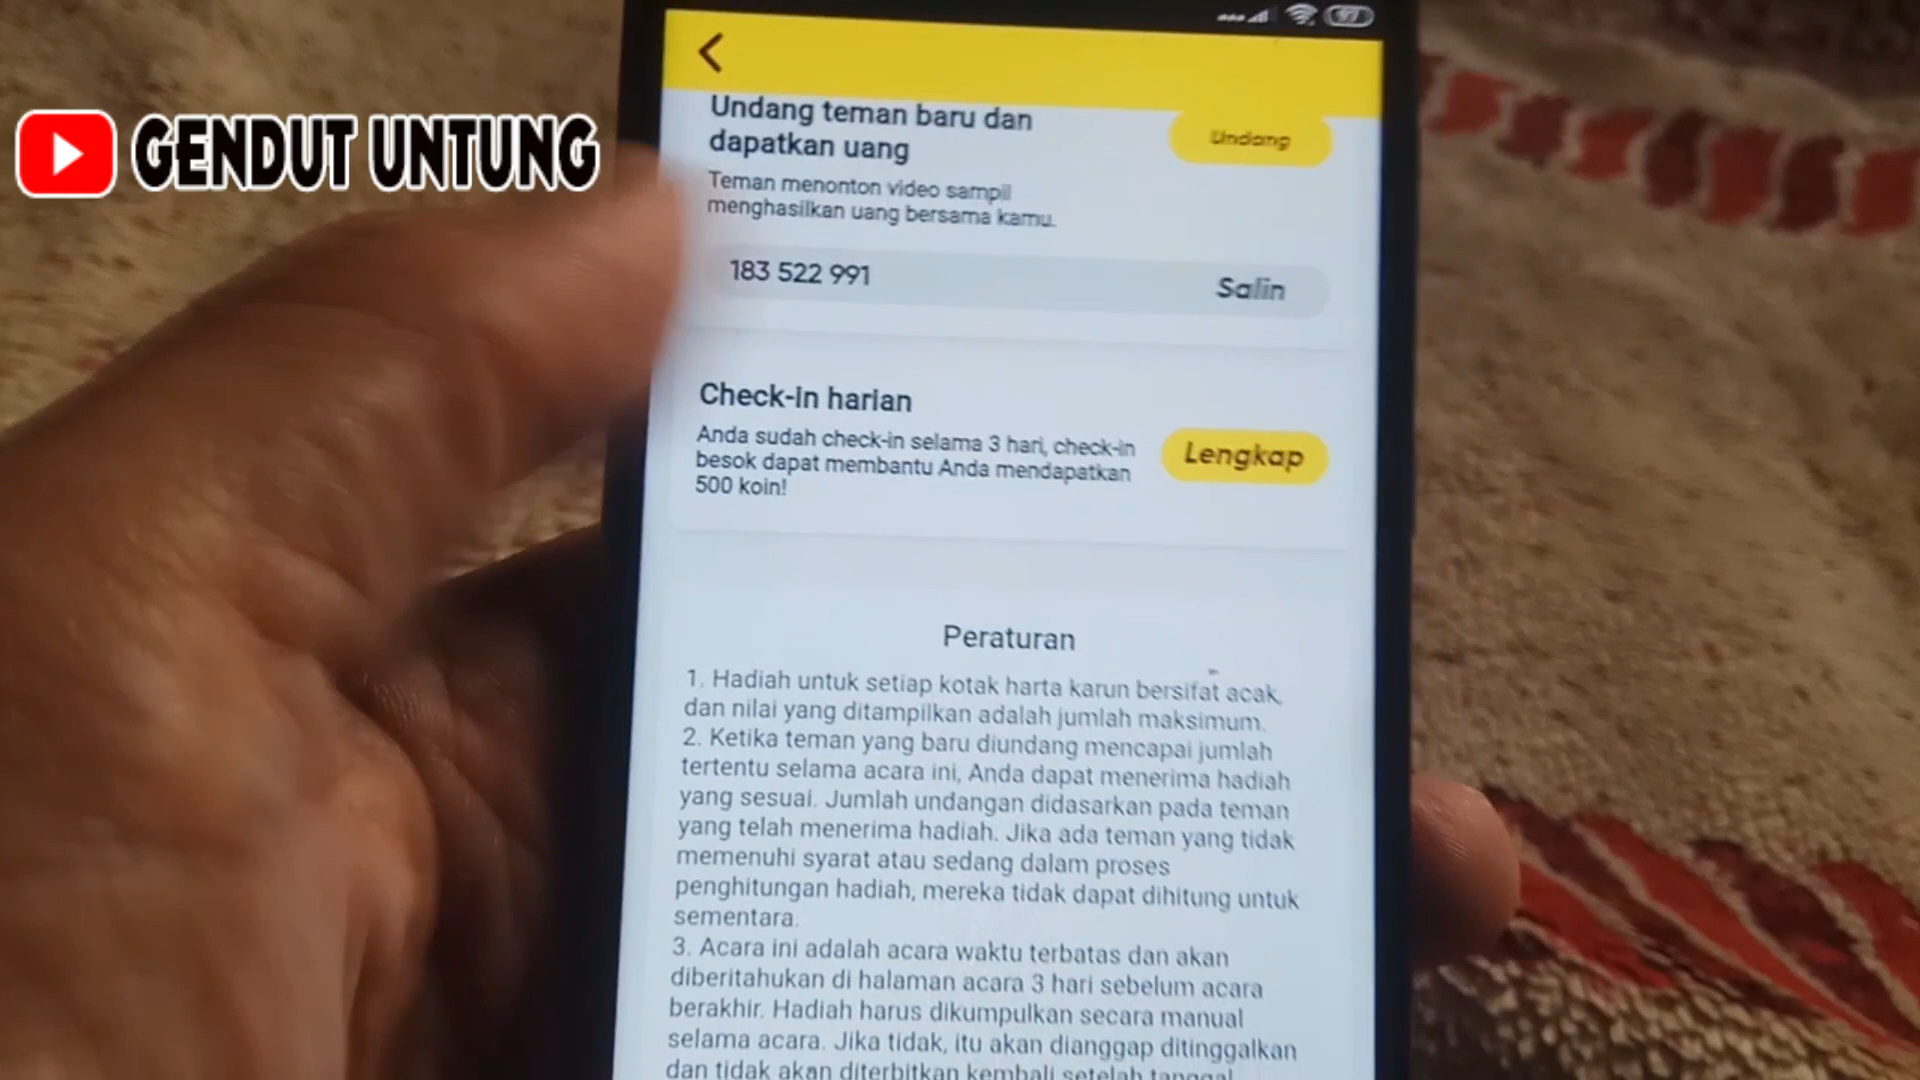 GENDUT UNTUNG
Undang teman baru dan
dapatkan uang
Undang
Teman menonton video sampil
menghasilkan uang bersama kamu.
183 522 991
Salin
Check-in harian
Anda sudah check-in selama 3 hari, check-in
besok dapat membantu Anda mendapatkan
500 koin!
Lengkap
Peraturan
1. Hadiah untuk setiap kotak harta karun bersifat acak,
dan nilai yang ditampilkan adalah jumlah maksimum.
2. Ketika teman yang baru diundang mencapai jumlah
tertentu selama acara ini, Anda dapat menerima hadiah
yang sesuai. Jumlah undangan didasarkan pada teman
yang telah menerima hadiah. Jika ada teman yang tidak
memenuhi syarat atau sedang dalam proses
penghitungan hadiah, mereka tidak dapat dihitung untuk
sementara.
3. Acara ini adalah acara waktu terbatas dan akan
diberitahukan di halaman acara 3 hari sebelum acara
berakhir. Hadiah harus dikumpulkan secara manual
selama acara. Jika tidak, itu akan dianggap ditinggalkan
dan tidak akan diterbitkan kembali setelah tanggal